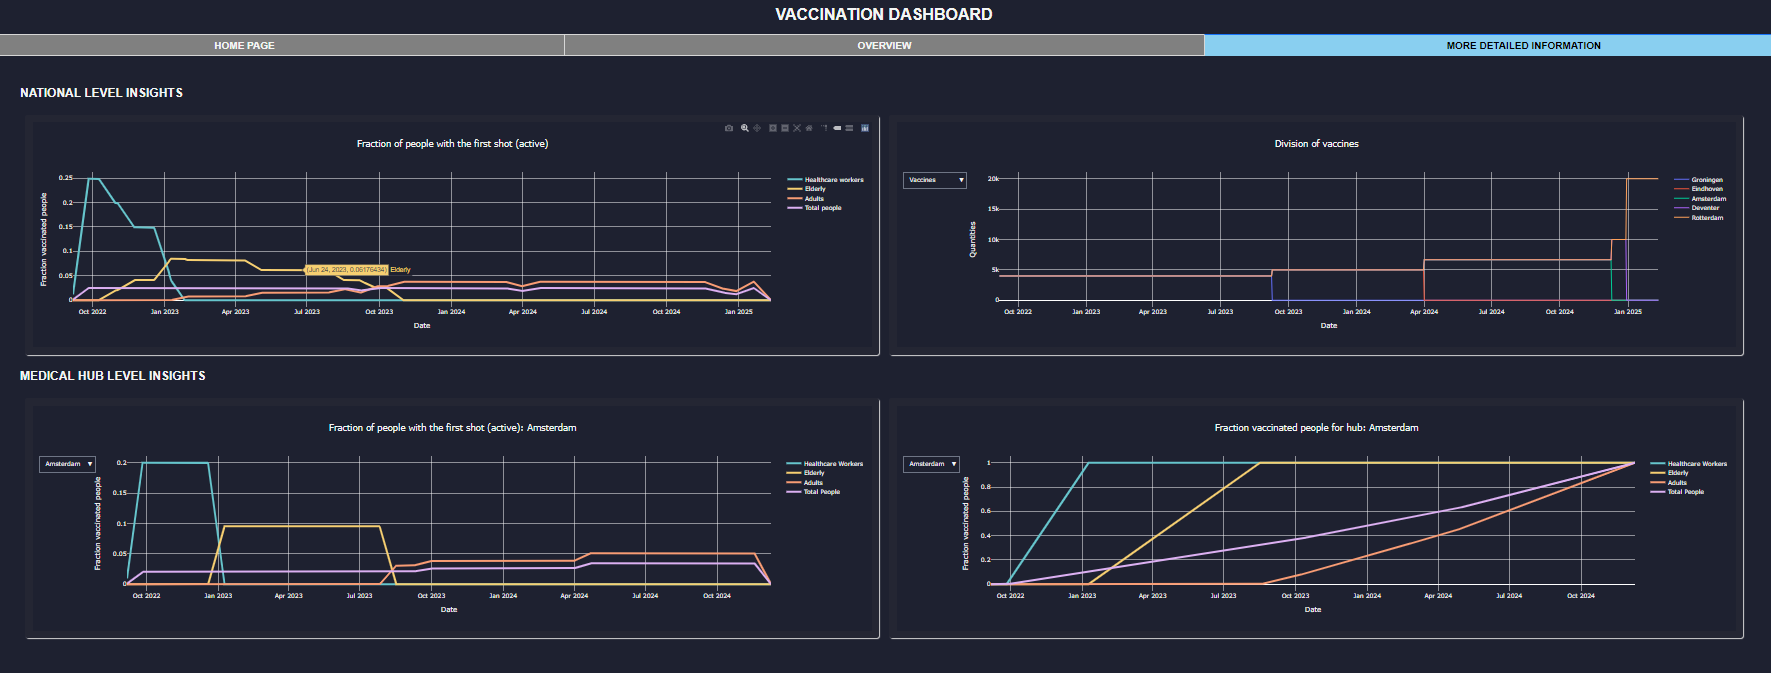 VACCINATION DASHBOARD
HOME PAGE
OVERVIEW
MORE DETAILED INFORMATION
NATIONAL LEVEL INSIGHTS
Fraction of people with the first shot (active)
Fraction vaccinated people
0.25
0.2
0.15
0.1
0.05
0
Healthcare workers
Elderly
Adults
Total people
(Jun 24, 2023, 0.06176434) Elderly
Oct 2022 Jan 2023 Apr 2023 Jul 2023 Oct 2023 Jan 2024 Apr 2024 Jul 2024 Oct 2024 Jan 2025
Date
Division of vaccines
Vaccines
Quantities
20k
15k
10k
5k
0
Groningen
Eindhoven
Amsterdam
Deventer
Rotterdam
Oct 2022 Jan 2023 Apr 2023 Jul 2023 Oct 2023 Jan 2024 Apr 2024 Jul 2024 Oct 2024 Jan 2025
Date
MEDICAL HUB LEVEL INSIGHTS
Fraction of people with the first shot (active): Amsterdam
Amsterdam
Fraction vaccinated people
0.2
0.15
0.1
0.05
0
Healthcare Workers
Elderly
Adults
Total People
Oct 2022 Jan 2023 Apr 2023 Jul 2023 Oct 2023 Jan 2024 Apr 2024 Jul 2024 Oct 2024
Date
Fraction vaccinated people for hub: Amsterdam
Amsterdam
Fraction vaccinated people
1
0.8
0.6
0.4
0.2
0
Healthcare Workers
Elderly
Adults
Total People
Oct 2022 Jan 2023 Apr 2023 Jul 2023 Oct 2023 Jan 2024 Apr 2024 Jul 2024 Oct 2024
Date